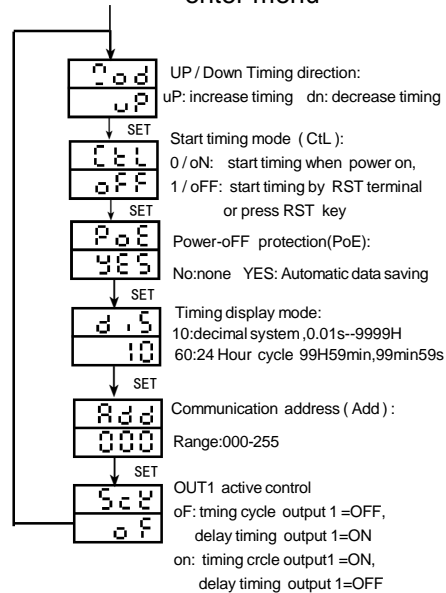 enter menu
Mod
uP
UP / Down Timing direction:
uP: increase timing dn: decrease timing
SET
CtL
oFF
Start timing mode ( CtL ):
0 / oN: start timing when power on,
1 / oFF: start timing by RST terminal
or press RST key
SET
PoE
YES
Power-oFF protection(PoE):
No:none YES: Automatic data saving
SET
diS
10
Timing display mode:
10:decimal system ,0.01s--9999H
60:24 Hour cycle 99H59min,99min59s
SET
Add
000
Communication address ( Add ) :
Range:000-255
SET
ScY
oF
OUT1 active control
oF: tming cycle output 1 =OFF,
delay timing output 1=ON
on: timing crcle output1 =ON,
delay timing output 1=OFF